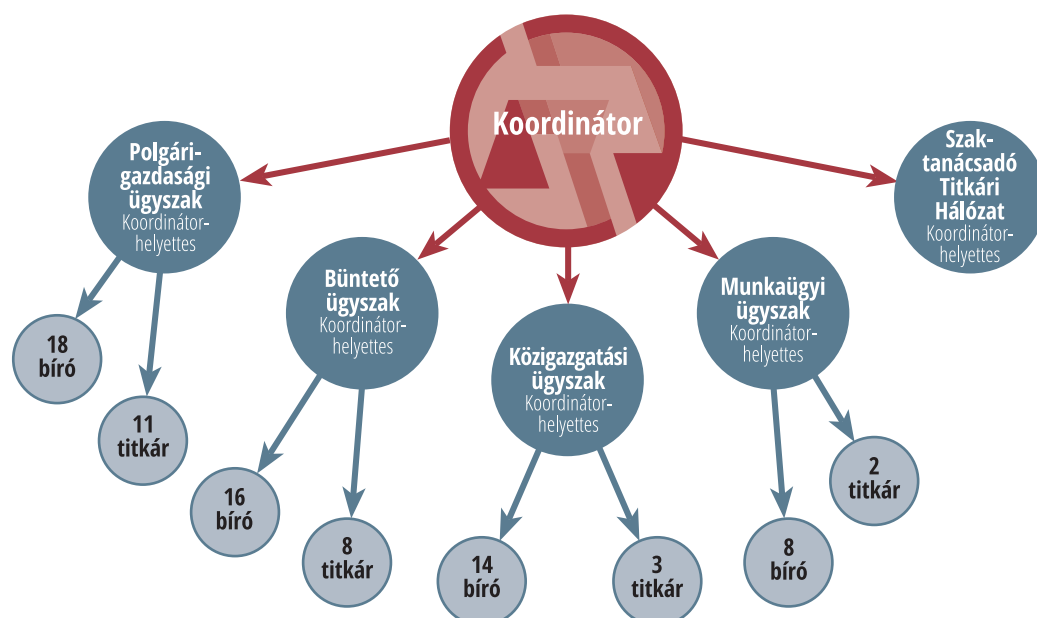 Koordinátor
Polgári-
gazdasági
ügyszak
Koordinátor-
helyettes
18
bíró
11
titkár
Büntető
ügyszak
Koordinátor-
helyettes
16
bíró
8
titkár
Közigazgatási
ügyszak
Koordinátor-
helyettes
14
bíró
3
titkár
Munkaügyi
ügyszak
Koordinátor-
helyettes
8
bíró
2
titkár
Szak-
tanácsadó
Titkári
Hálózat
Koordinátor-
helyettes